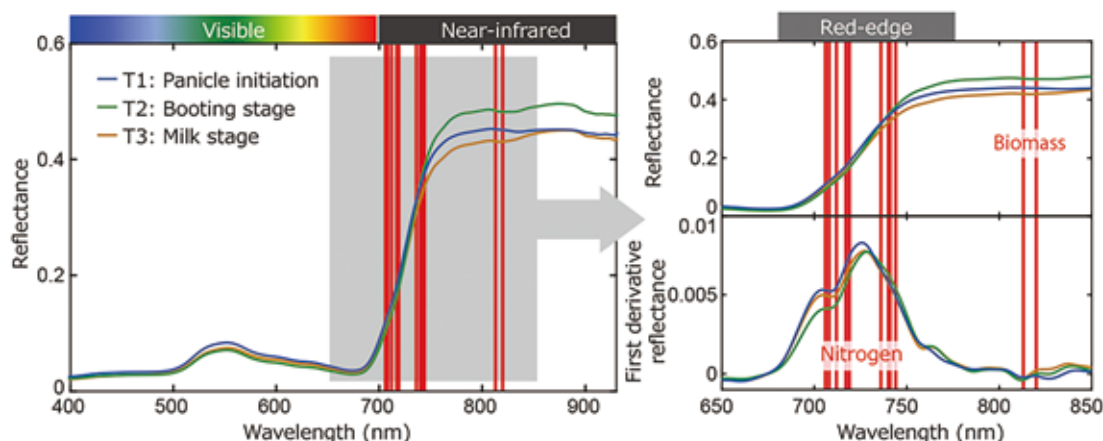 Visible
Near-infrared
0.6
T1: Panicle initiation
T2: Booting stage
T3: Milk stage
0.4
0.2
0
Reflectance
400
500
600
700
800
900
Wavelength (nm)
Red-edge
0.6
0.4
0.2
0
Reflectance
Biomass
0.01
0.005
0
First derivative
reflectance
Nitrogen
650
700
750
800
850
Wavelength (nm)